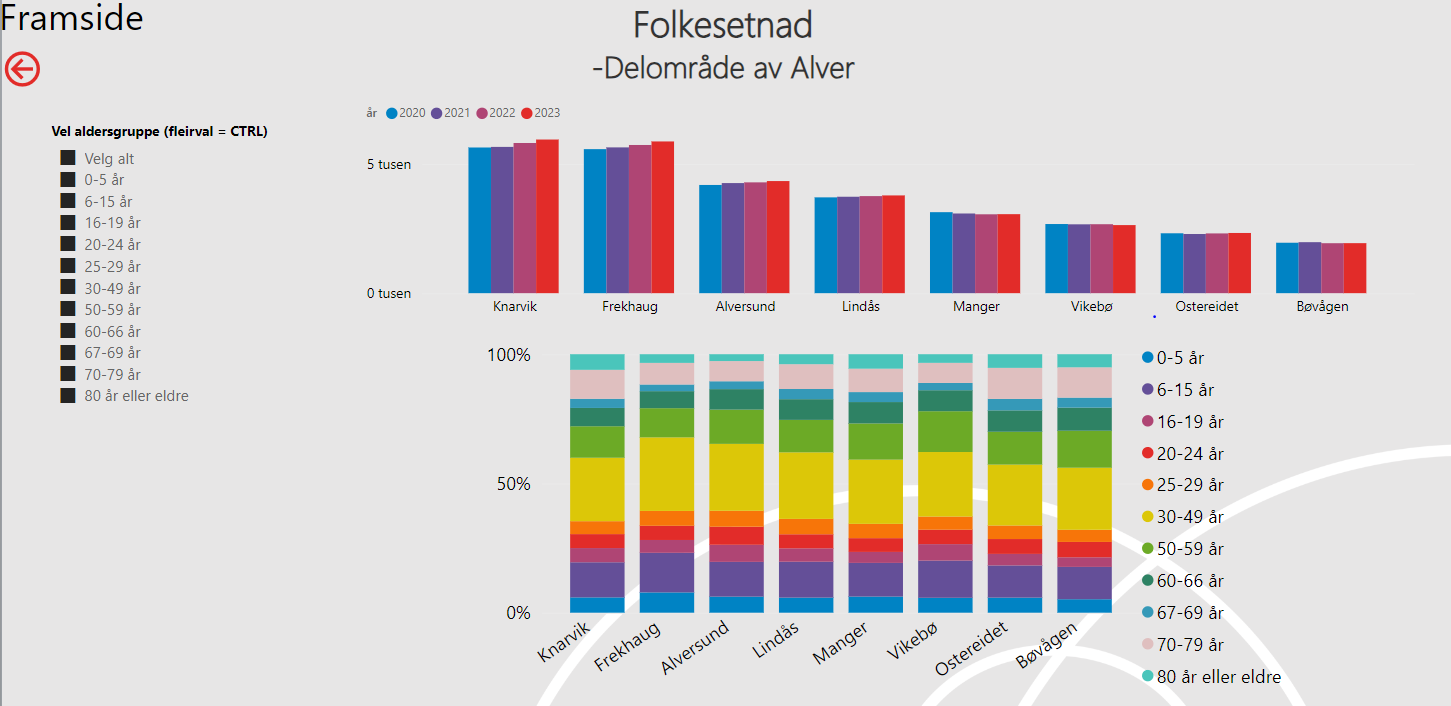 Framside
Folkesetnad
-Delområde av Alver
Vel aldersgruppe (fleirval = CTRL)
Velg alt
0-5 år
6-15 år
16-19 år
20-24 år
25-29 år
30-49 år
50-59 år
60-66 år
67-69 år
70-79 år
80 år eller eldre
år 2020 2021 2022 2023
5 tusen
0 tusen
Knarvik Frekhaug Alversund Lindås Manger Vikebø Ostereidet Bøvågen
100%
50%
0%
Knarvik Frekhaug Alversund Lindås Manger Vikebø Ostereidet Bøvågen
0-5 år
6-15 år
16-19 år
20-24 år
25-29 år
30-49 år
50-59 år
60-66 år
67-69 år
70-79 år
80 år eller eldre